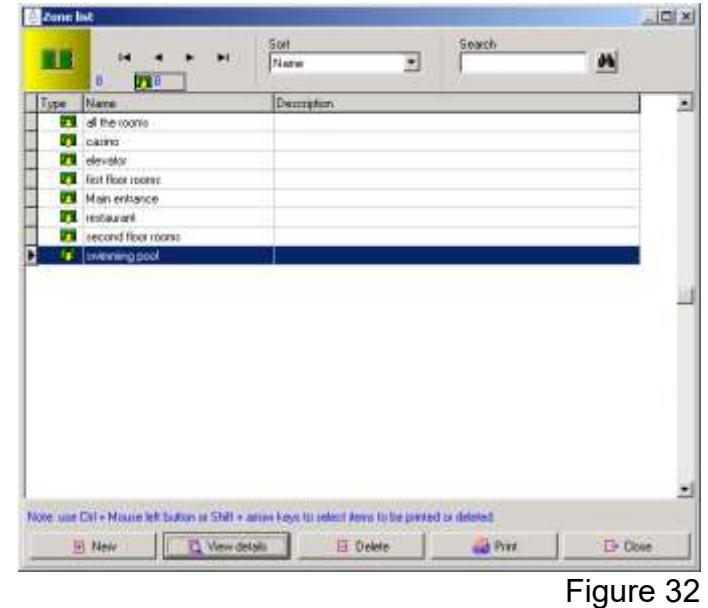 Zone list
Sort
Search
Name
8
8
Type Name Description
all the rooms
casino
elevator
first floor rooms
Main entrance
restaurant
second floor rooms
swimming pool
Note: use Ctrl + Mouse left button or Shift + arrow keys to select items to be printed or deleted
New View details Delete Print Close
Figure 32